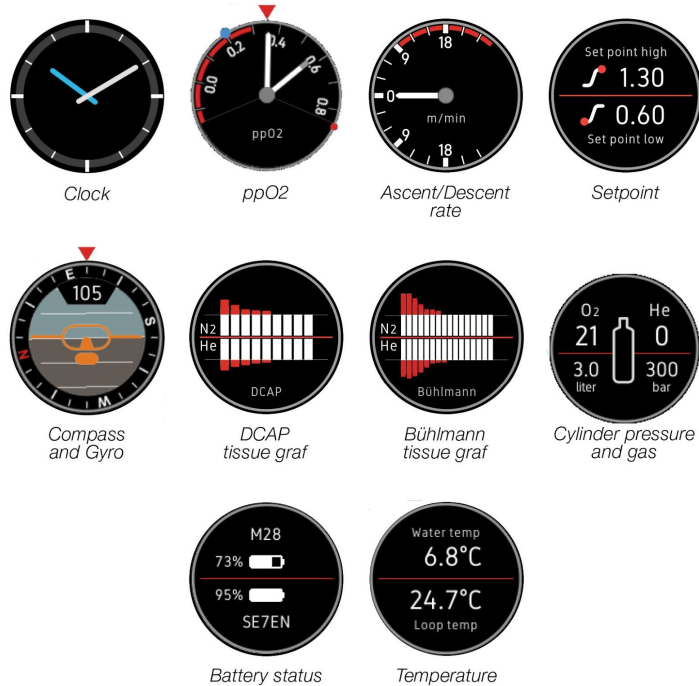 Clock
0.0
0.2
0.4
0.6
0.8
ppO2
ppO2
18
9
0
m/min
9
18
Ascent/Descent
rate
Set point high
1.30
0.60
Set point low
Setpoint
E
105
S
N
W
Compass
and Gyro
N2
He
DCAP
DCAP
tissue graf
N2
He
Bühlmann
Bühlmann
tissue graf
O2 He
21 0
3.0 300
liter bar
Cylinder pressure
and gas
M28
73%
95%
SE7EN
Battery status
Water temp
6.8°C
24.7°C
Loop temp
Temperature